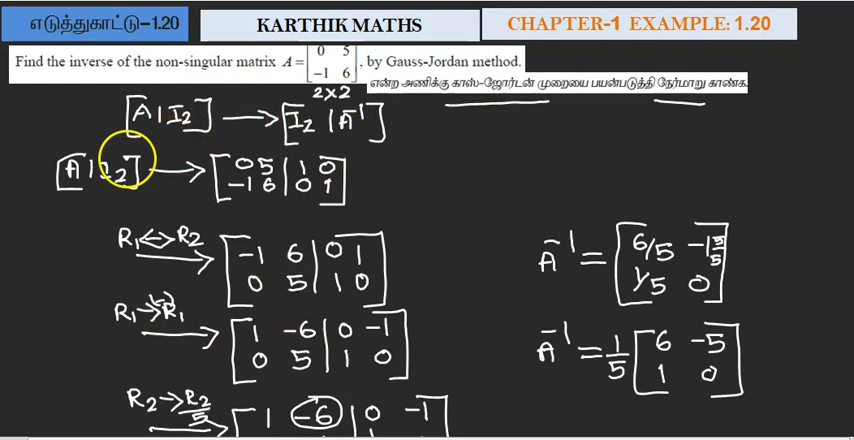 எடுத்துகாட்டு–1.20
KARTHIK MATHS
CHAPTER-1 EXAMPLE: 1.20
Find the inverse of the non-singular matrix A = [ 0 5
-1 6 ], by Gauss-Jordan method.
என்ற அணிக்கு காஸ்-ஜோர்டன் முறையை பயன்படுத்தி நேர்மாறு காண்க.
2×2
[A | I₂] → [I₂ | A⁻¹]
[A | I₂] → [ 0 5 | 1 0
-1 6 | 0 1 ]
R₁ ↔ R₂ → [ -1 6 | 0 1
0 5 | 1 0 ]
R₁ → (-)R₁ → [ 1 -6 | 0 -1
0 5 | 1 0 ]
R₂ → R₂/5 → [ 1 -6 | 0 -1
A⁻¹ = [ 6/5 -1 5/5
1/5 0 ]
A⁻¹ = 1/5 [ 6 -5
1 0 ]